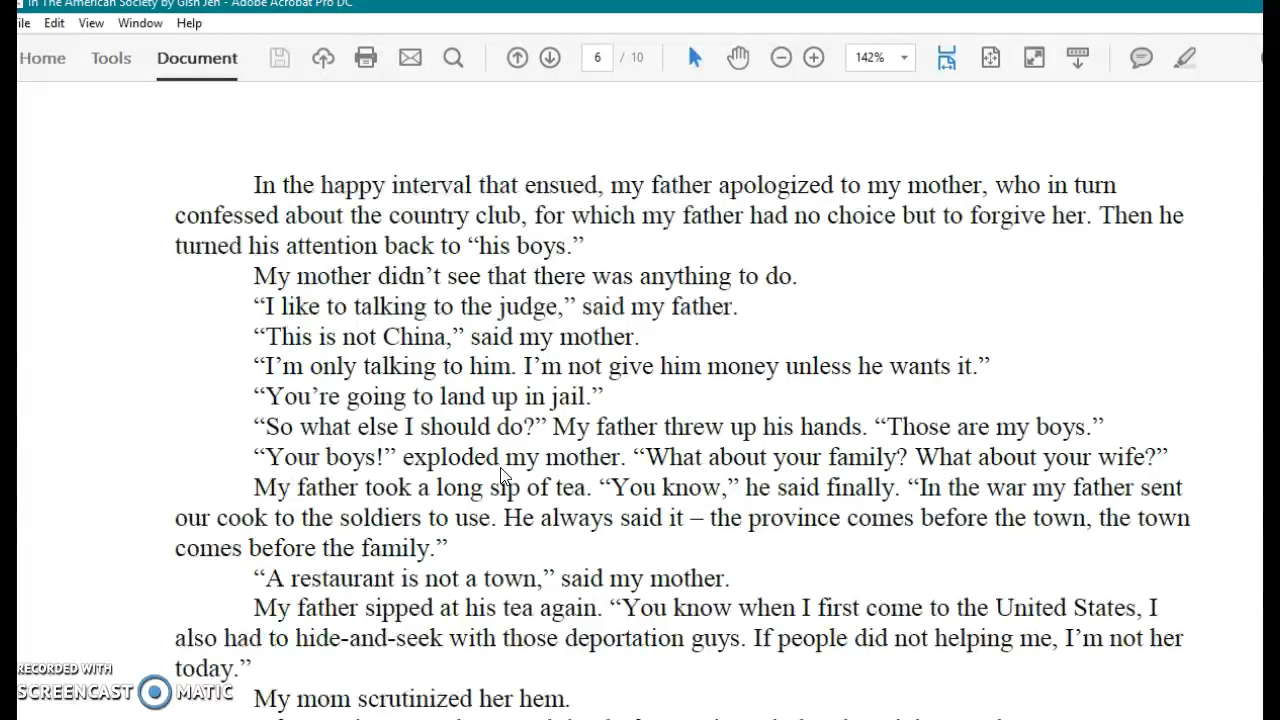 In The American Society by Gish Jen - Adobe Acrobat Pro DC
ile Edit View Window Help
Home Tools Document 6 / 10 142%
In the happy interval that ensued, my father apologized to my mother, who in turn
confessed about the country club, for which my father had no choice but to forgive her. Then he
turned his attention back to “his boys.”
My mother didn’t see that there was anything to do.
“I like to talking to the judge,” said my father.
“This is not China,” said my mother.
“I’m only talking to him. I’m not give him money unless he wants it.”
“You’re going to land up in jail.”
“So what else I should do?” My father threw up his hands. “Those are my boys.”
“Your boys!” exploded my mother. “What about your family? What about your wife?”
My father took a long sip of tea. “You know,” he said finally. “In the war my father sent
our cook to the soldiers to use. He always said it – the province comes before the town, the town
comes before the family.”
“A restaurant is not a town,” said my mother.
My father sipped at his tea again. “You know when I first come to the United States, I
also had to hide-and-seek with those deportation guys. If people did not helping me, I’m not her
today.”
My mom scrutinized her hem.
RECORDED WITH
SCREENCAST MATIC